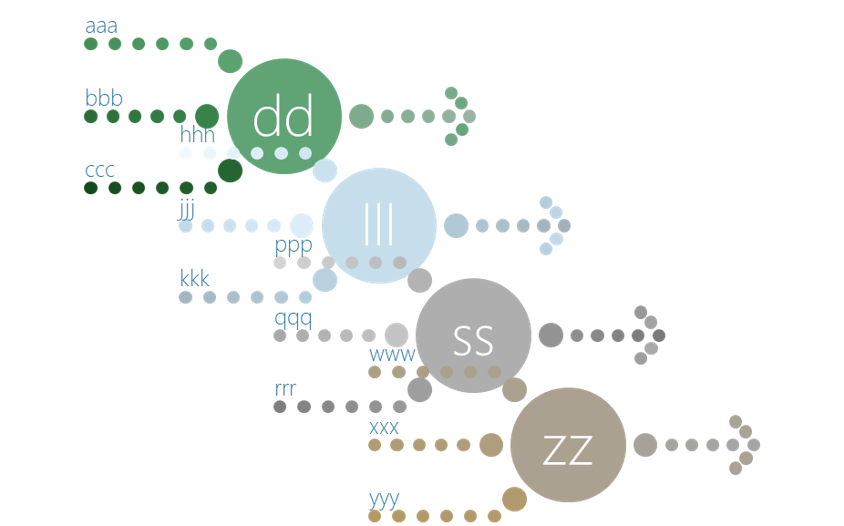 aaa
bbb
ccc
dd
hhh
jjj
kkk
lll
ppp
qqq
rrr
ss
www
xxx
yyy
zz